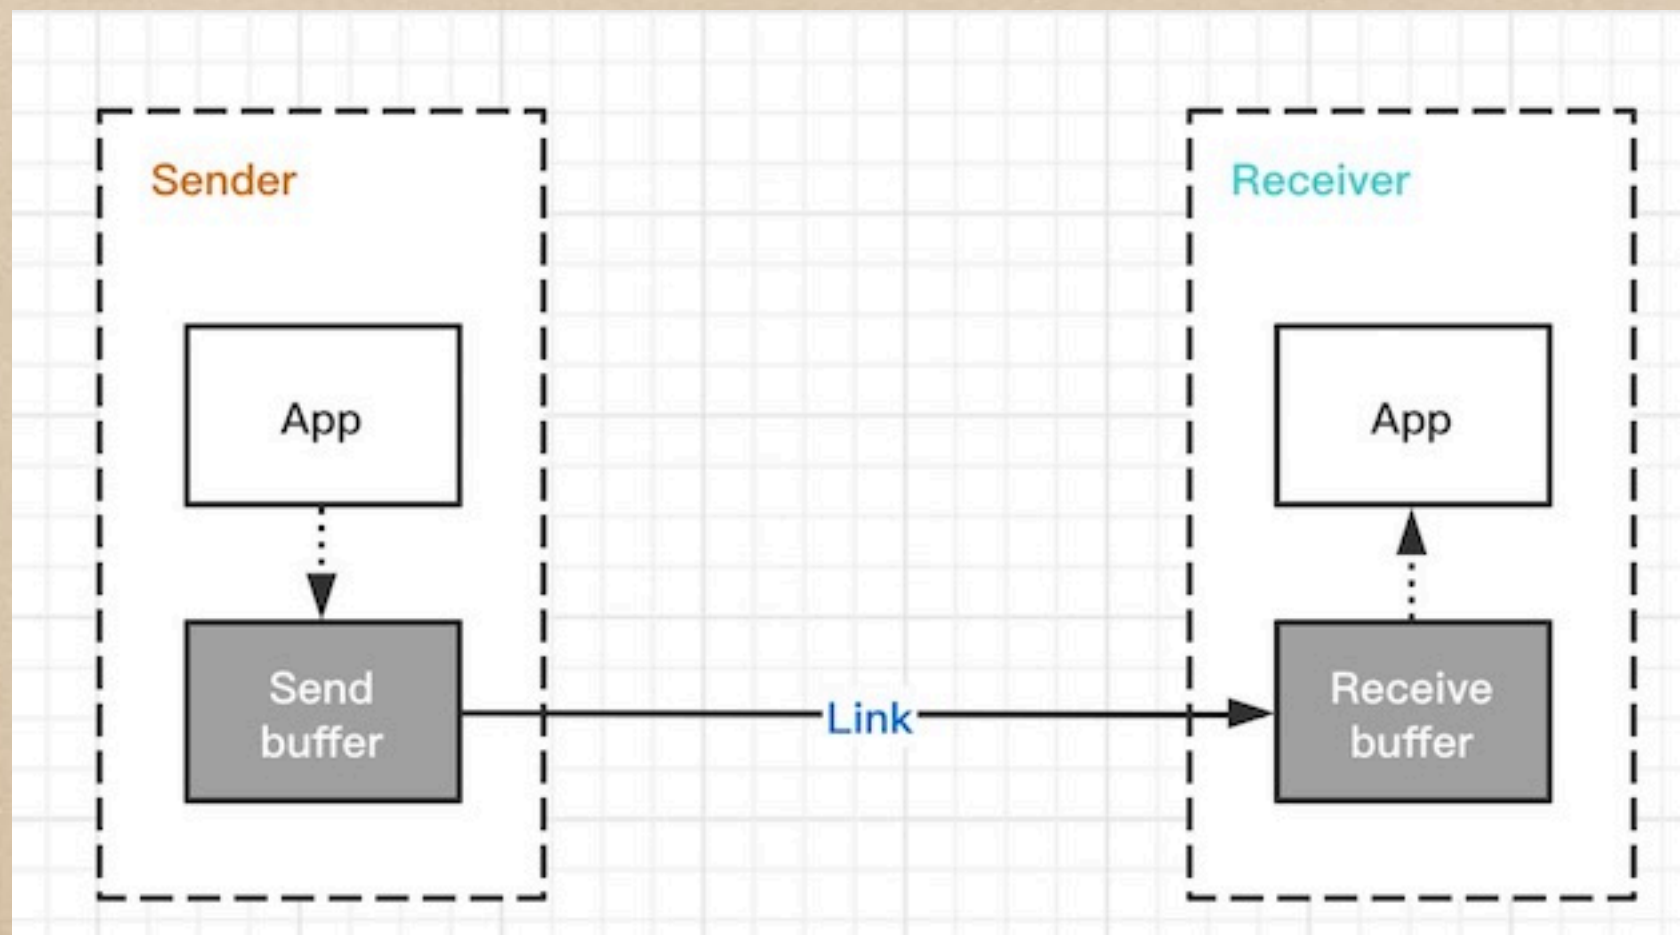 Sender
Receiver
App
App
Send
buffer
Link
Receive
buffer